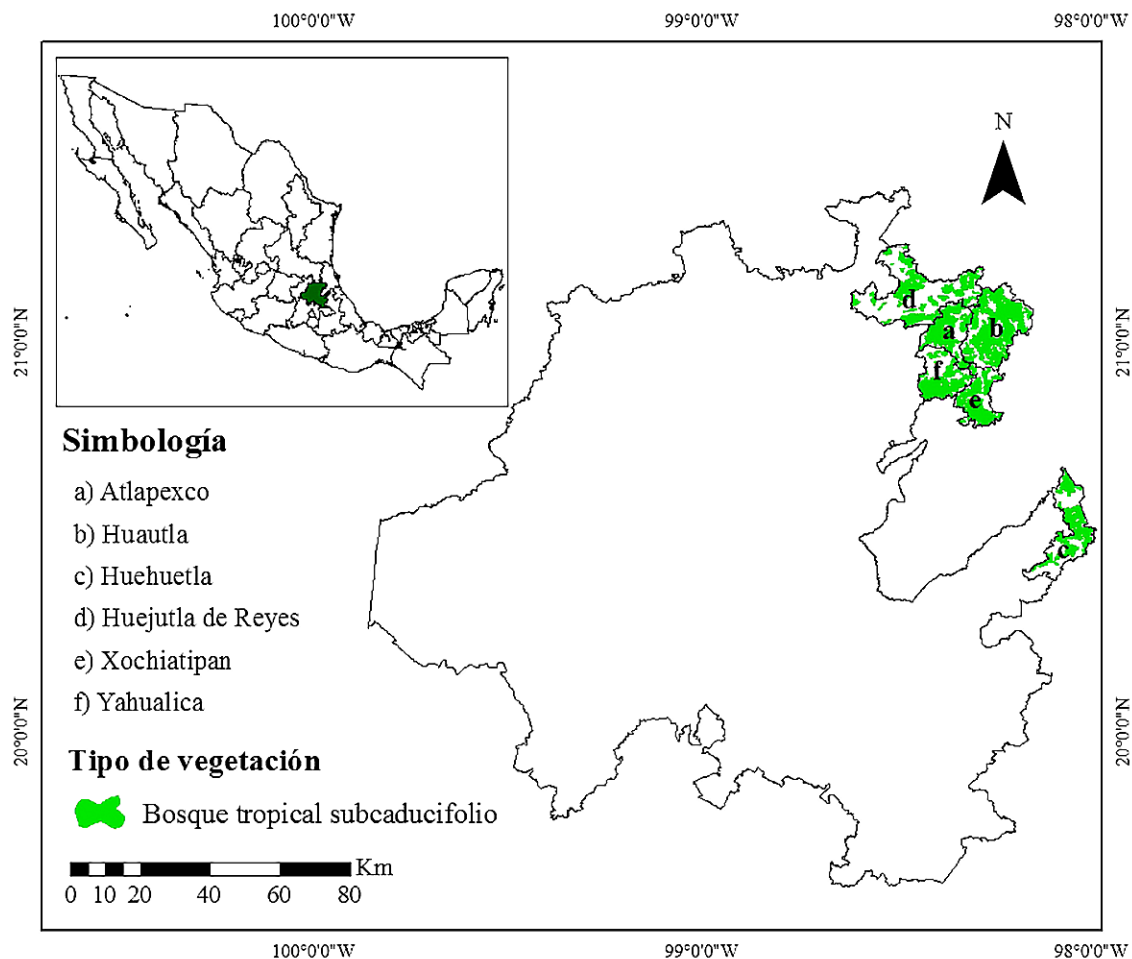 100°0'0"W 99°0'0"W 98°0'0"W
N
21°0'0"N 21°0'0"N
d
a b
f
e
Simbología
a) Atlapexco
b) Huautla
c) Huehuetla
c
d) Huejutla de Reyes
e) Xochiatipan
f) Yahualica
20°0'0"N 20°0'0"N
Tipo de vegetación
Bosque tropical subcaducifolio
Km
0 10 20 40 60 80
100°0'0"W 99°0'0"W 98°0'0"W